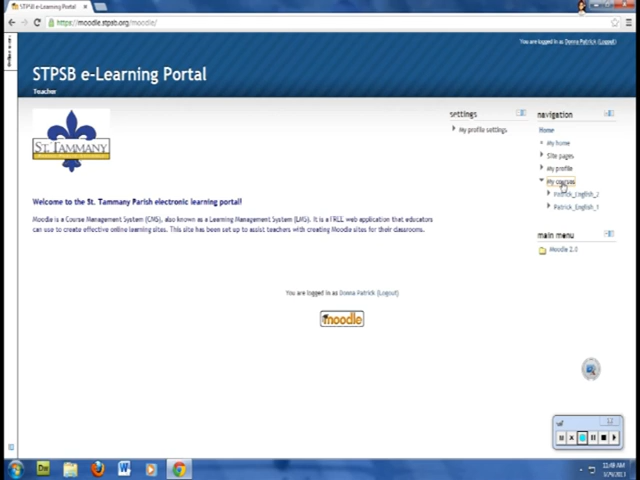 STPSB e-Learning Portal
https://moodle.stpsb.org/moodle/
You are logged in as Donna Patrick (Logout)
STPSB e-Learning Portal
Teacher
settings
My profile settings
navigation
Home
My home
Site pages
My profile
My courses
Patrick_English_2
Patrick_English_1
main menu
Moodle 2.0
ST. TAMMANY
Welcome to the St. Tammany Parish electronic learning portal!
Moodle is a Course Management System (CMS), also known as a Learning Management System (LMS). It is a FREE web application that educators
can use to create effective online learning sites. This site has been set up to assist teachers with creating Moodle sites for their classrooms.
You are logged in as Donna Patrick (Logout)
moodle
Dw
W
11:49 AM